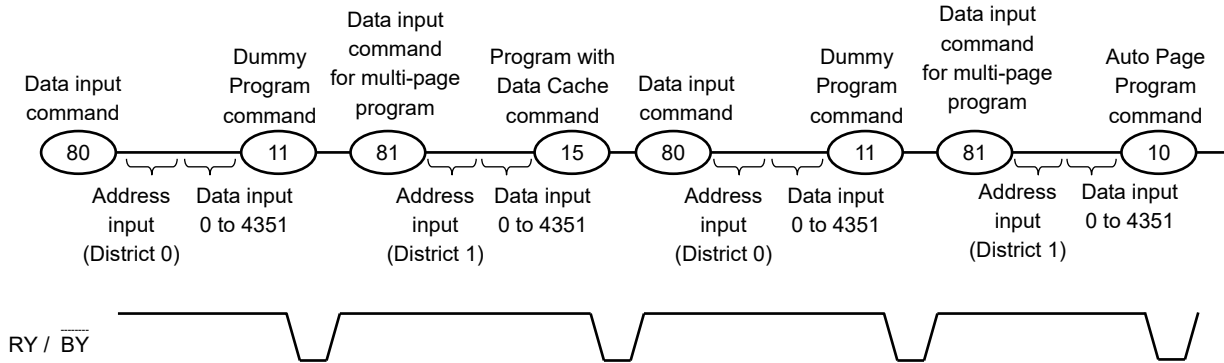 Data input
command
Dummy
Program
command
Data input
command
for multi-page
program
Program with
Data Cache
command
Data input
command
Dummy
Program
command
Data input
command
for multi-page
program
Auto Page
Program
command
80
11
81
15
80
11
81
10
Address
input
(District 0)
Data input
0 to 4351
Address
input
(District 1)
Data input
0 to 4351
Address
input
(District 0)
Data input
0 to 4351
Address
input
(District 1)
Data input
0 to 4351
RY / BY